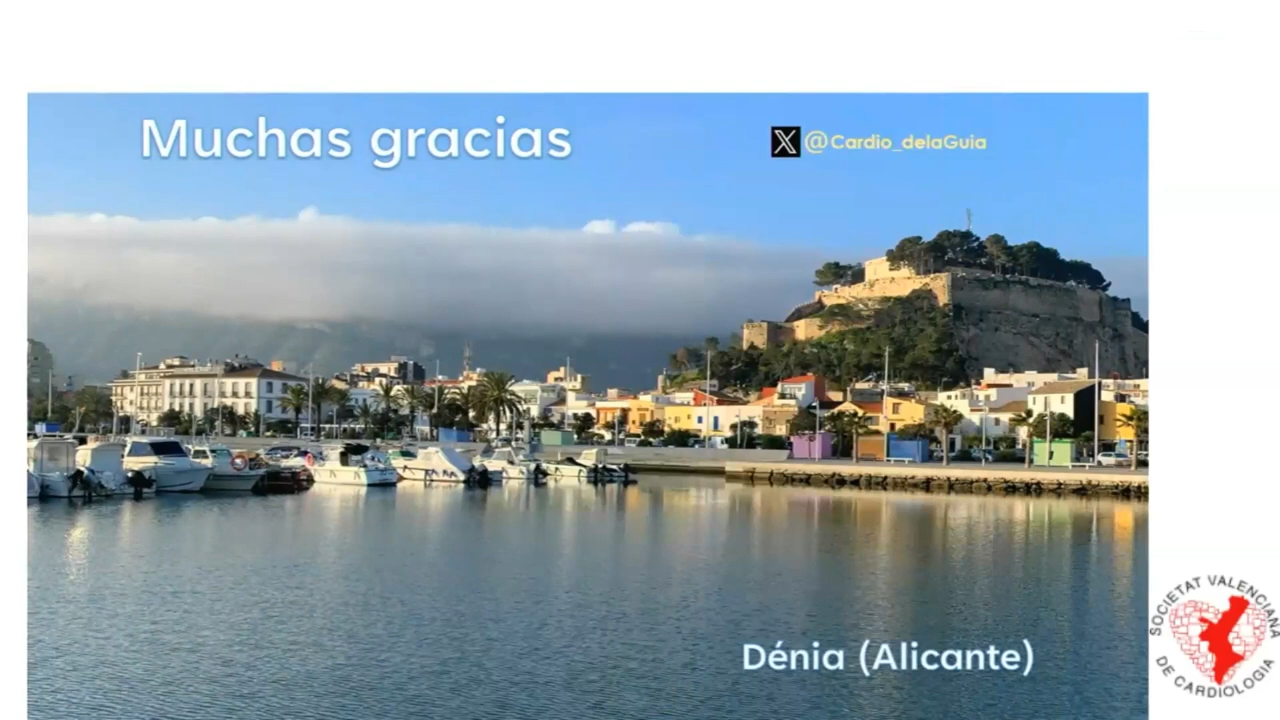 Muchas gracias
X @Cardio_delaGuia
Dénia (Alicante)
SOCIETAT VALENCIANA
DE CARDIOLOGIA